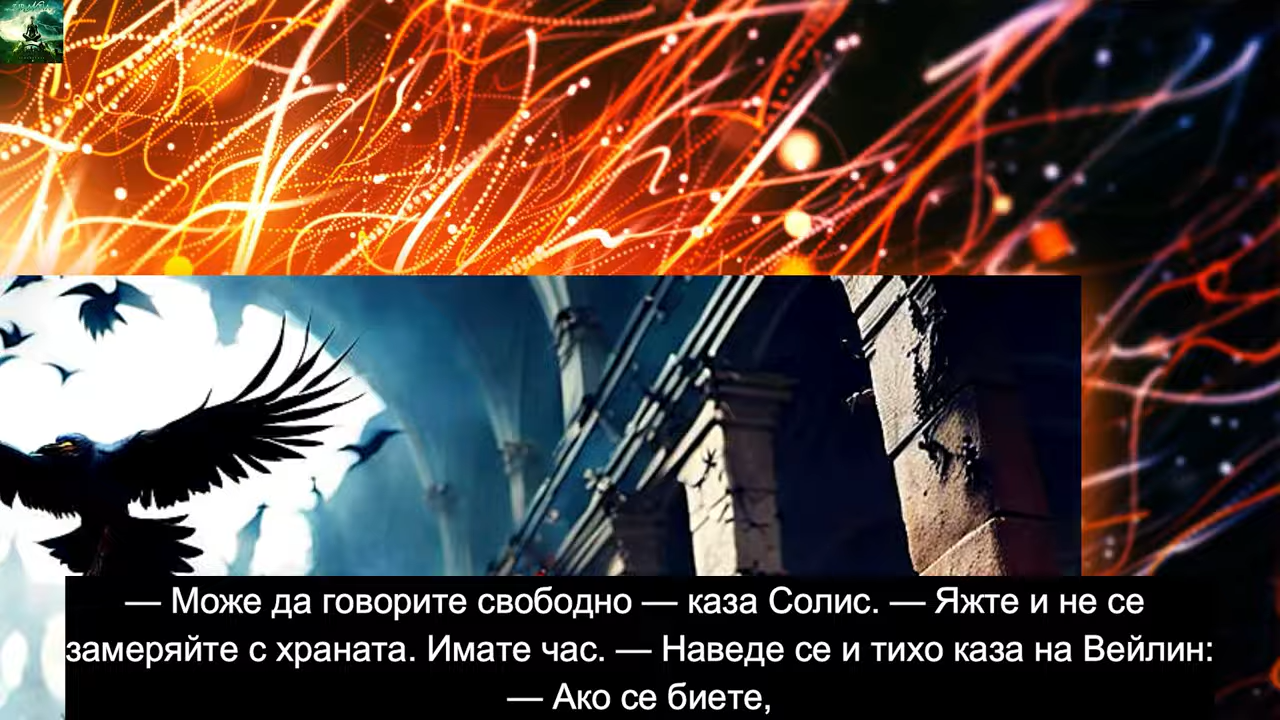 — Може да говорите свободно — каза Солис. — Яжте и не се
замеряйте с храната. Имате час. — Наведе се и тихо каза на Вейлин:
— Ако се биете,